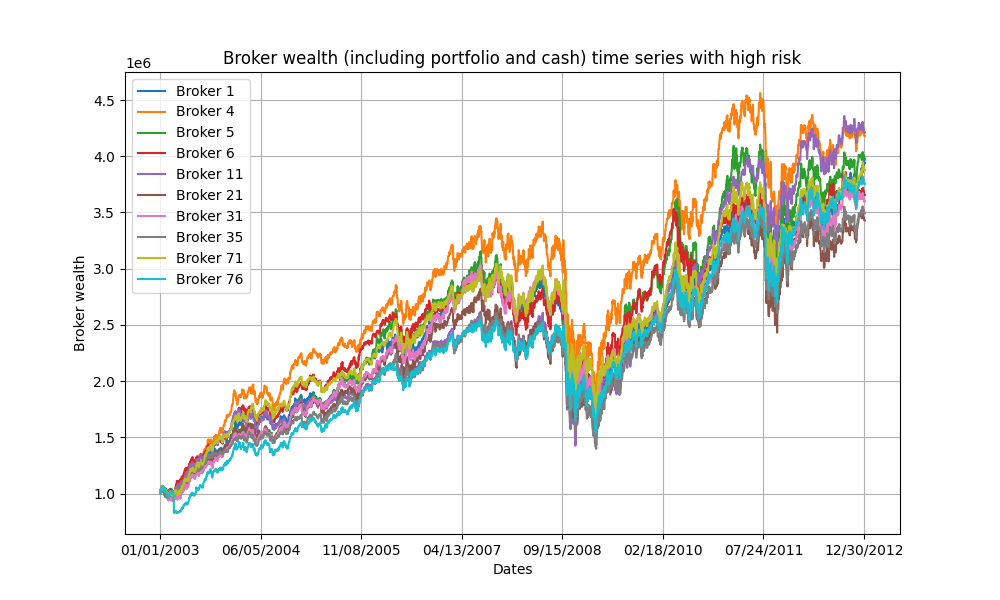 Broker wealth (including portfolio and cash) time series with high risk
1e6
Broker 1
Broker 4
Broker 5
Broker 6
Broker 11
Broker 21
Broker 31
Broker 35
Broker 71
Broker 76
4.5
4.0
3.5
3.0
2.5
2.0
1.5
1.0
Broker wealth
01/01/2003 06/05/2004 11/08/2005 04/13/2007 09/15/2008 02/18/2010 07/24/2011 12/30/2012
Dates